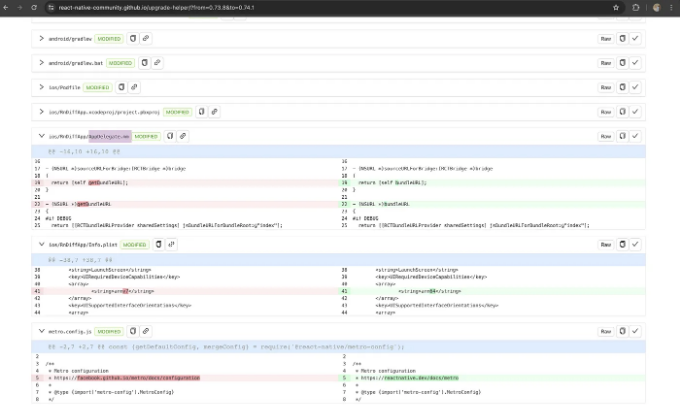 react-native-community.github.io/upgrade-helper/?from=0.73.8&to=0.74.1
android/gradlew MODIFIED Raw
android/gradlew.bat MODIFIED Raw
ios/Podfile MODIFIED Raw
ios/RnDiffApp.xcodeproj/project.pbxproj MODIFIED Raw
ios/RnDiffApp/AppDelegate.mm MODIFIED Raw
@@ -16,10 +16,10 @@
16 16
17 - (NSURL *)sourceURLForBridge:(RCTBridge *)bridge 17 - (NSURL *)sourceURLForBridge:(RCTBridge *)bridge
18 { 18 {
19 return [self getBundleURL]; 19 return [self bundleURL];
20 } 20 }
21 21
22 - (NSURL *)getBundleURL 22 - (NSURL *)bundleURL
23 { 23 {
24 #if DEBUG 24 #if DEBUG
25 return [[RCTBundleURLProvider sharedSettings] jsBundleURLForBundleRoot:@"index"]; 25 return [[RCTBundleURLProvider sharedSettings] jsBundleURLForBundleRoot:@"index"];
ios/RnDiffApp/Info.plist MODIFIED Raw
38 <string>LaunchScreen</string> 38 <string>LaunchScreen</string>
39 <key>UIRequiredDeviceCapabilities</key> 39 <key>UIRequiredDeviceCapabilities</key>
40 <array> 40 <array>
41 <string>armv7</string> 41 <string>arm64</string>
42 </array> 42 </array>
43 <key>UISupportedInterfaceOrientations</key> 43 <key>UISupportedInterfaceOrientations</key>
44 <array> 44 <array>
metro.config.js MODIFIED Raw
@@ -2,7 +2,7 @@ const {getDefaultConfig, mergeConfig} = require('@react-native/metro-config');
2 2
3 /** 3 /**
4 * Metro configuration 4 * Metro configuration
5 * https://facebook.github.io/metro/docs/configuration 5 * https://reactnative.dev/docs/metro
6 * 6 *
7 * @type {import('metro-config').MetroConfig} 7 * @type {import('metro-config').MetroConfig}
8 */ 8 */